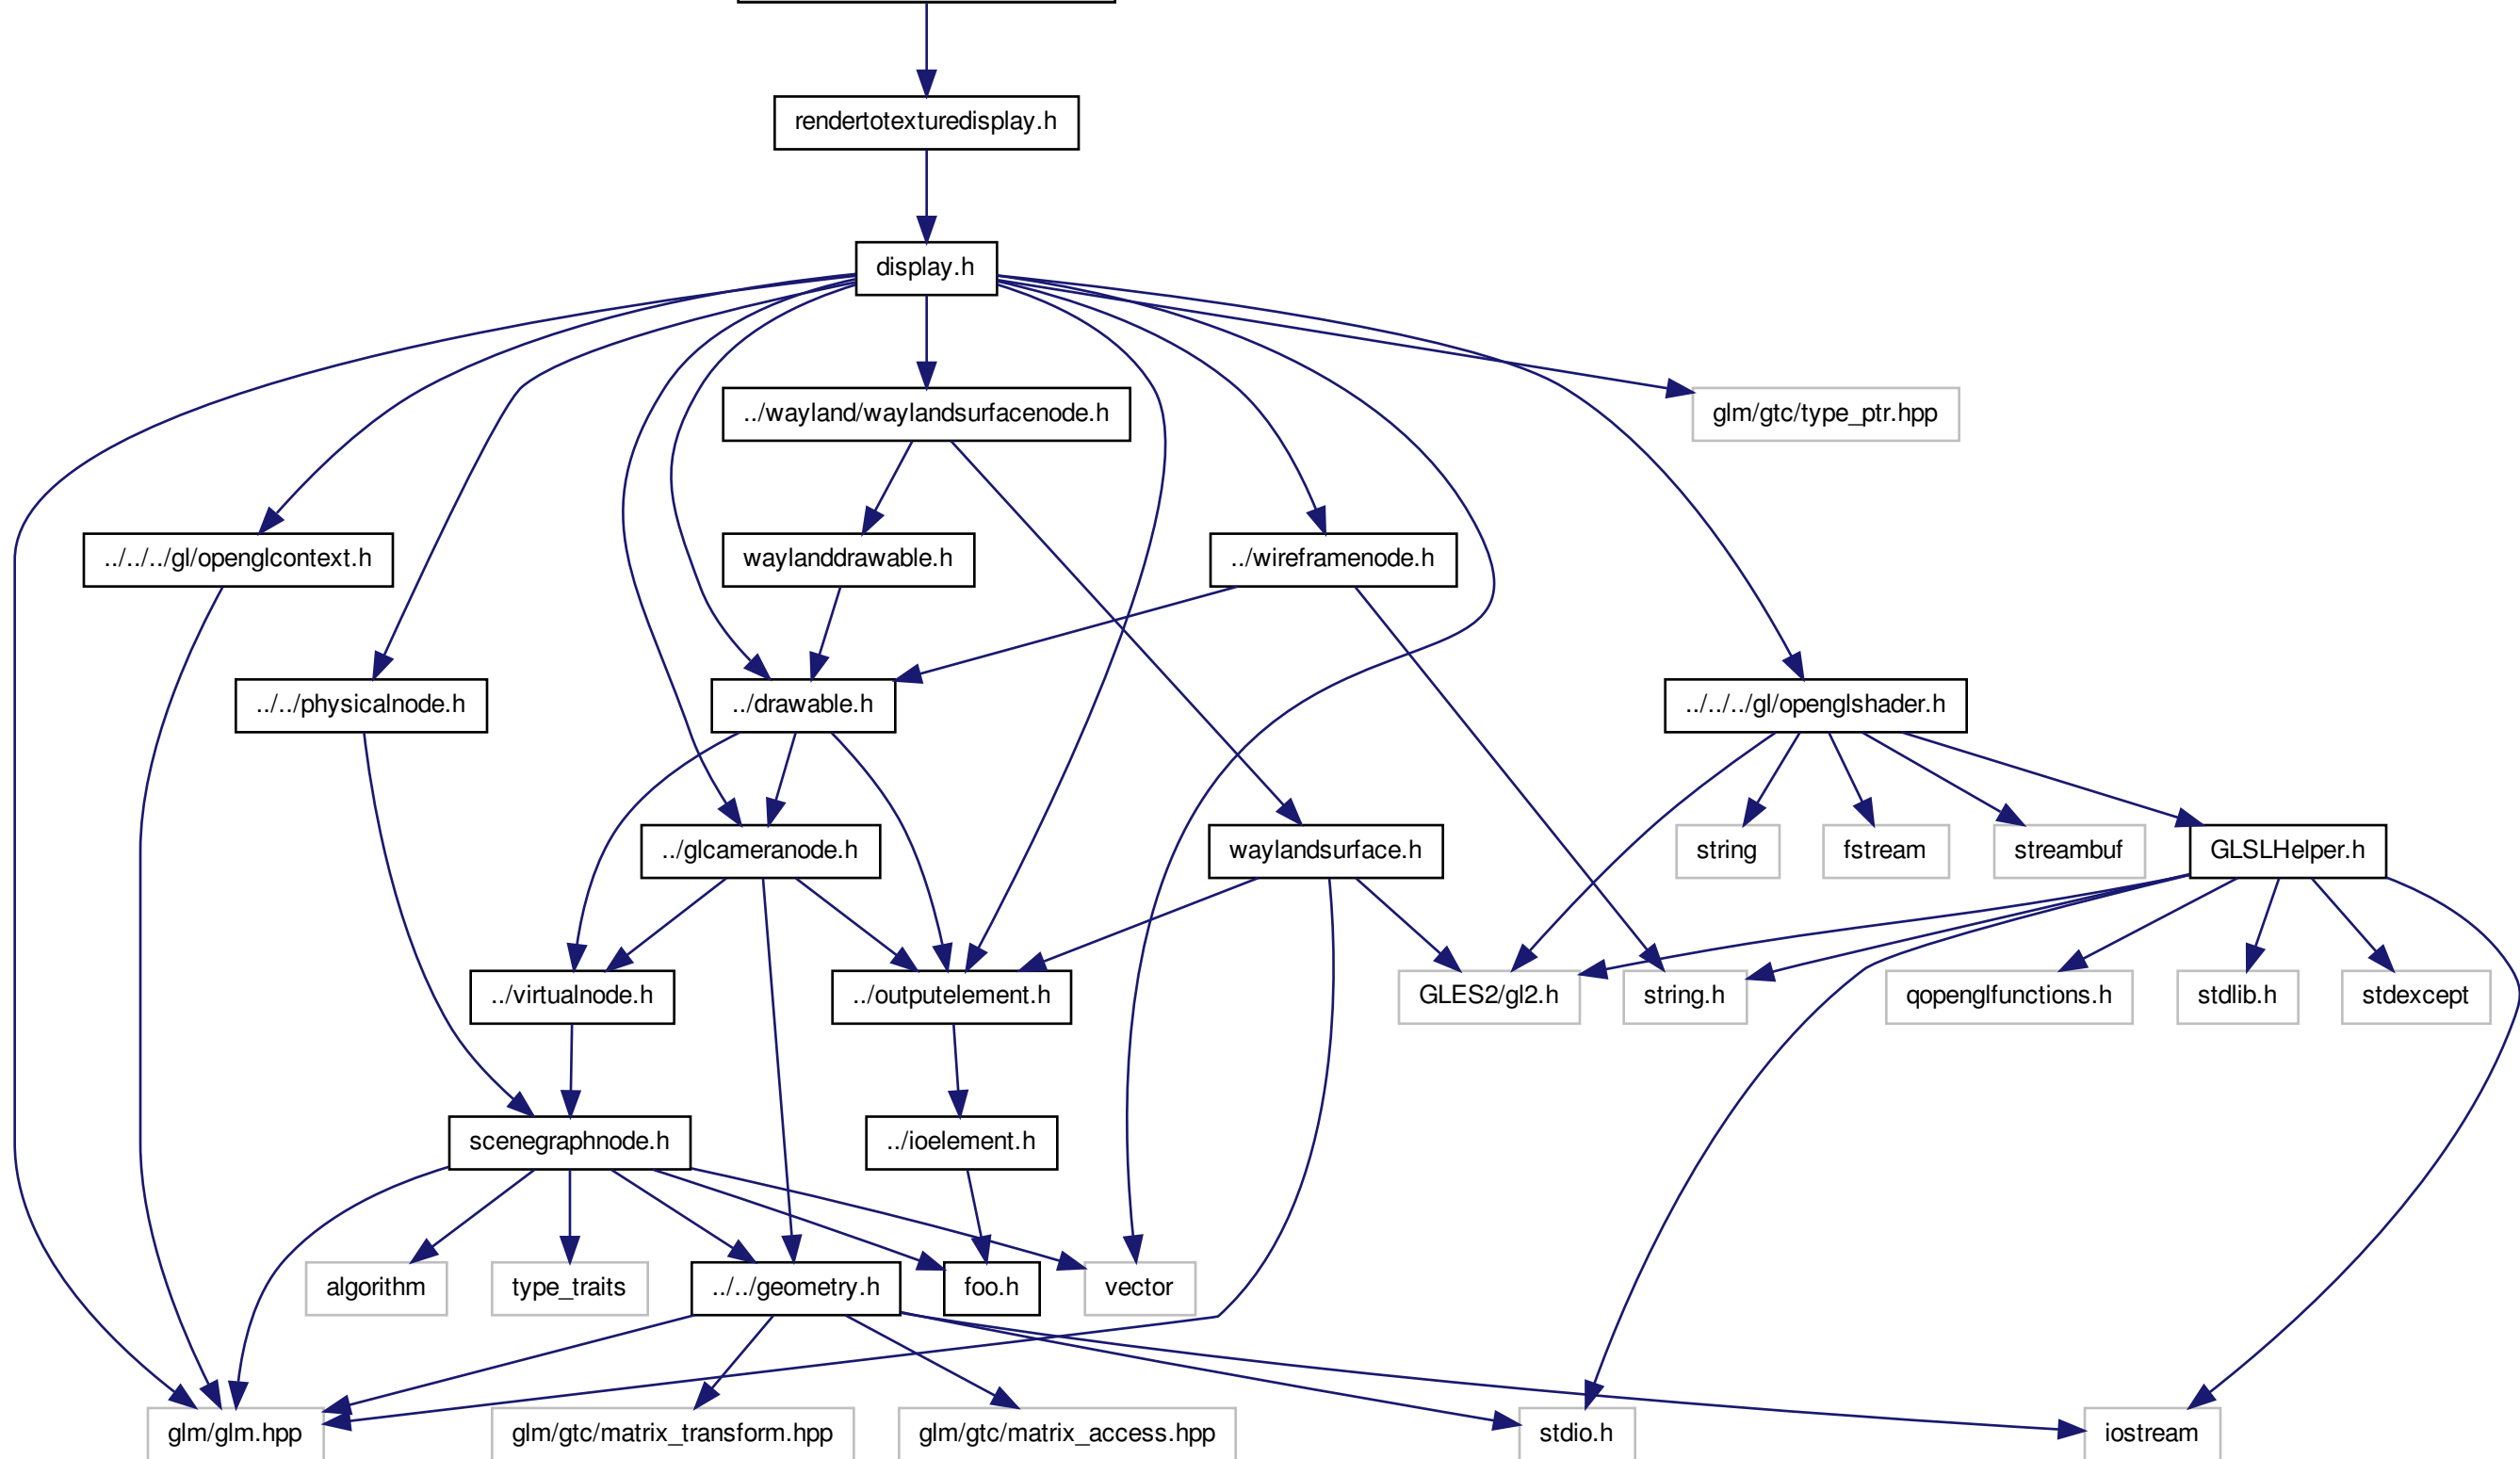 rendertotexturedisplay.h
display.h
../wayland/waylandsurfacenode.h
glm/gtc/type_ptr.hpp
../../../gl/openglcontext.h
waylanddrawable.h
../wireframenode.h
../../physicalnode.h
../drawable.h
../../../gl/openglshader.h
../glcameranode.h
waylandsurface.h
string
fstream
streambuf
GLSLHelper.h
../virtualnode.h
../outputelement.h
GLES2/gl2.h
string.h
qopenglfunctions.h
stdlib.h
stdexcept
scenegraphnode.h
../ioelement.h
algorithm
type_traits
../../geometry.h
foo.h
vector
glm/glm.hpp
glm/gtc/matrix_transform.hpp
glm/gtc/matrix_access.hpp
stdio.h
iostream